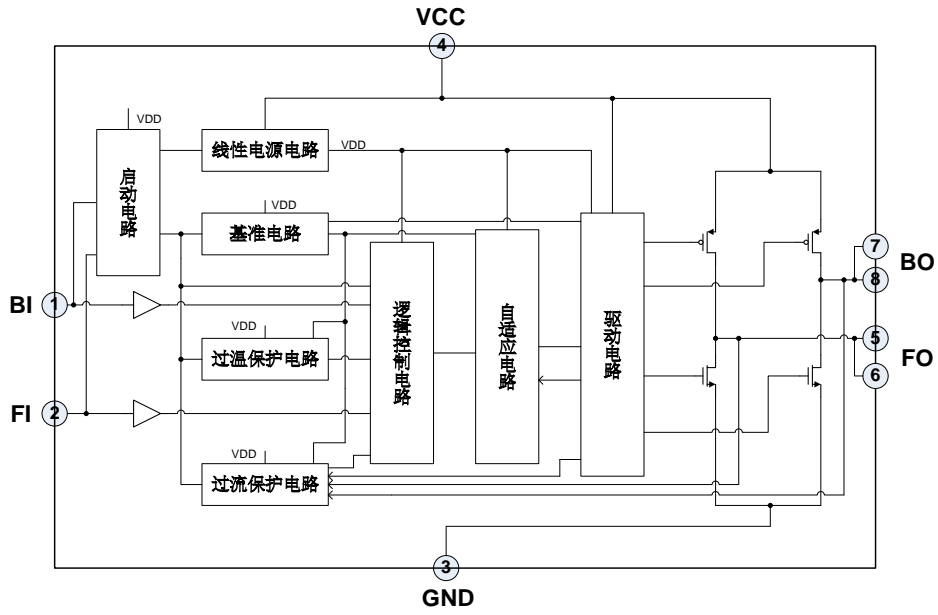 VCC
4
VDD
线性电源电路
VDD
启动电路
VDD
基准电路
7
BO
8
BI
1
逻辑控制电路
自适应电路
驱动电路
VDD
过温保护电路
5
FO
6
FI
2
VDD
过流保护电路
3
GND